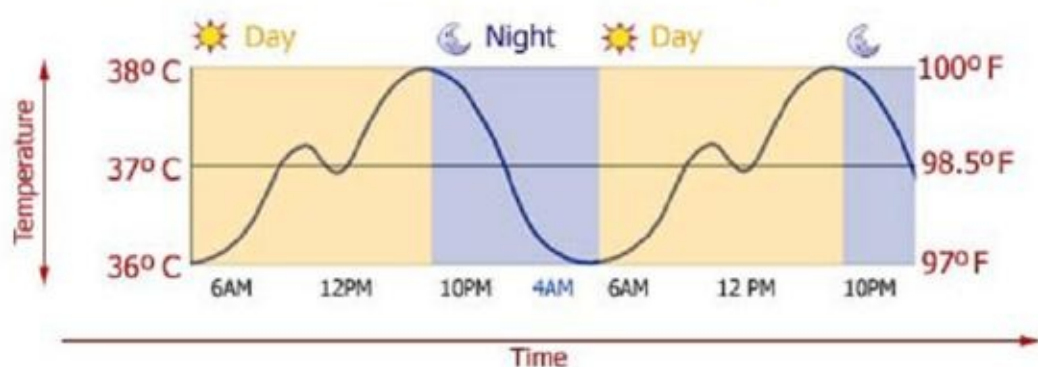 Day Night Day
38º C 100º F
Temperature
37º C 98.5º F
36º C 97º F
6AM 12PM 10PM 4AM 6AM 12 PM 10PM
Time